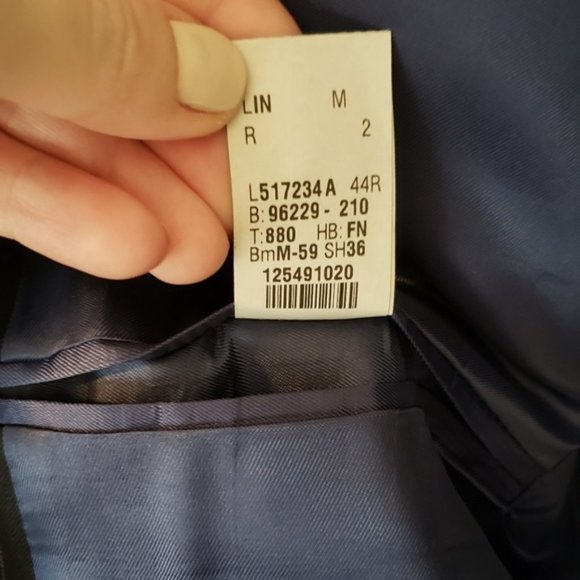 LIN M
R 2
L517234A 44R
B: 96229 - 210
T: 880 HB: FN
BmM-59 SH36
125491020